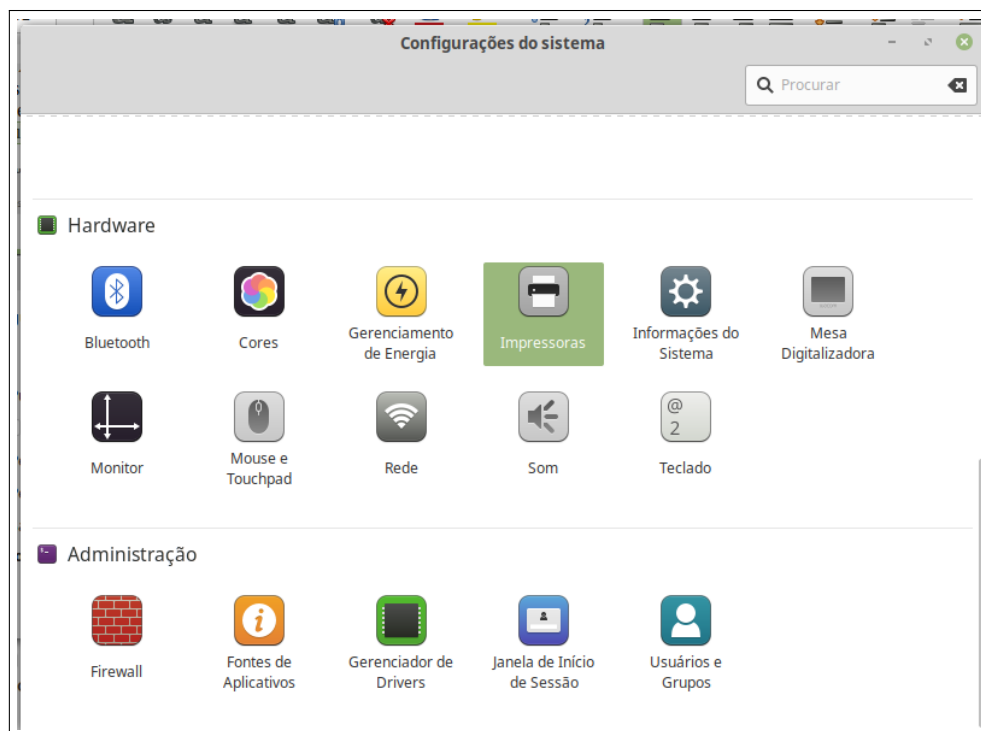 Configurações do sistema
Procurar
Hardware
Bluetooth
Cores
Gerenciamento
de Energia
Impressoras
Informações do
Sistema
Mesa
Digitalizadora
Monitor
Mouse e
Touchpad
Rede
Som
@
2
Teclado
Administração
Firewall
Fontes de
Aplicativos
Gerenciador de
Drivers
Janela de Início
de Sessão
Usuários e
Grupos